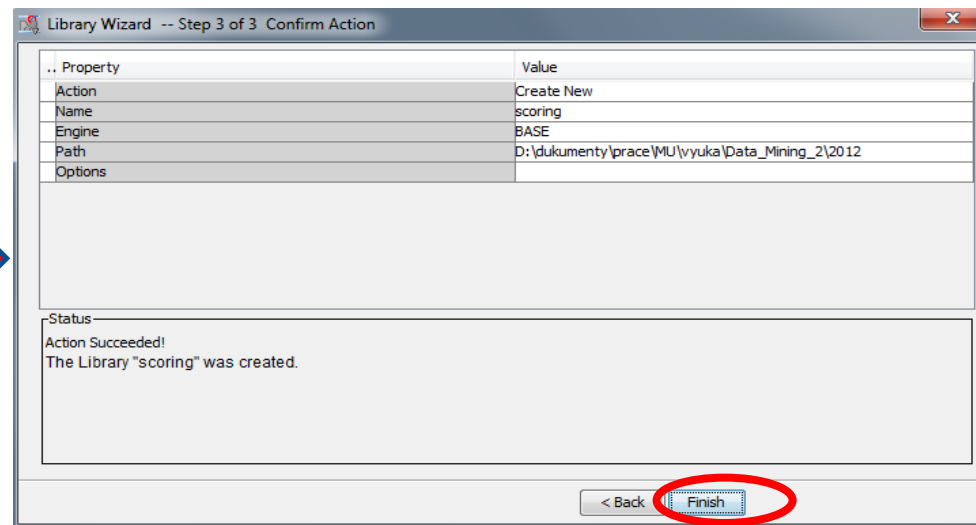 Library Wizard -- Step 3 of 3 Confirm Action
.. Property Value
Action Create New
Name scoring
Engine BASE
Path D:\dukumenty\prace\MU\vyuka\Data_Mining_2\2012
Options
Status
Action Succeeded!
The Library "scoring" was created.
< Back Finish